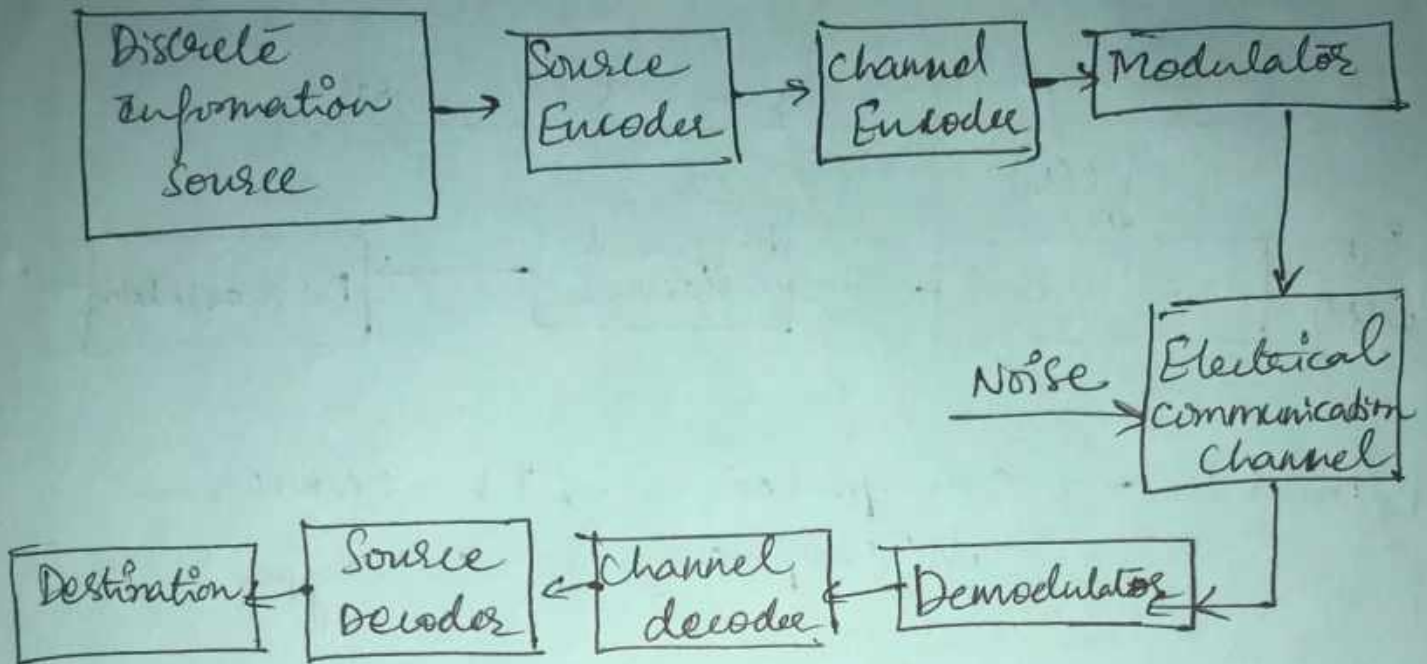 Discrete
information
source
Source
Encoder
Channel
Encoder
Modulator
Noise
Electrical
communication
Channel
Demodulator
Channel
decoder
Source
Decoder
Destination